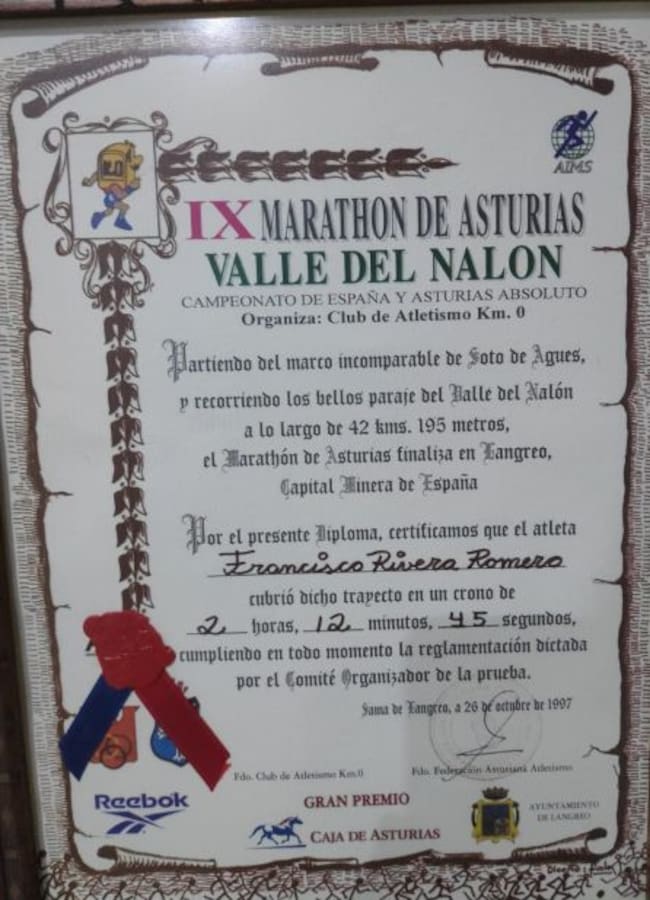 AIMS
IX MARATHON DE ASTURIAS
VALLE DEL NALON
CAMPEONATO DE ESPAÑA Y ASTURIAS ABSOLUTO
Organiza: Club de Atletismo Km. 0
Partiendo del marco incomparable de Soto de Agues,
y recorriendo los bellos paraje del Valle del Nalón
a lo largo de 42 kms. 195 metros,
el Marathón de Asturias finaliza en Langreo,
Capital Minera de España
Por el presente Diploma, certificamos que el atleta
Francisco Rivera Romero
cubrió dicho trayecto en un crono de
2 horas, 12 minutos, 45 segundos,
cumpliendo en todo momento la reglamentación dictada
por el Comité Organizador de la prueba.
Sama de Langreo, a 26 de octubre de 1997
Fdo. Club de Atletismo Km.0
Fdo. Federación Asturiana Atletismo
Reebok
GRAN PREMIO
CAJA DE ASTURIAS
AYUNTAMIENTO
DE LANGREO